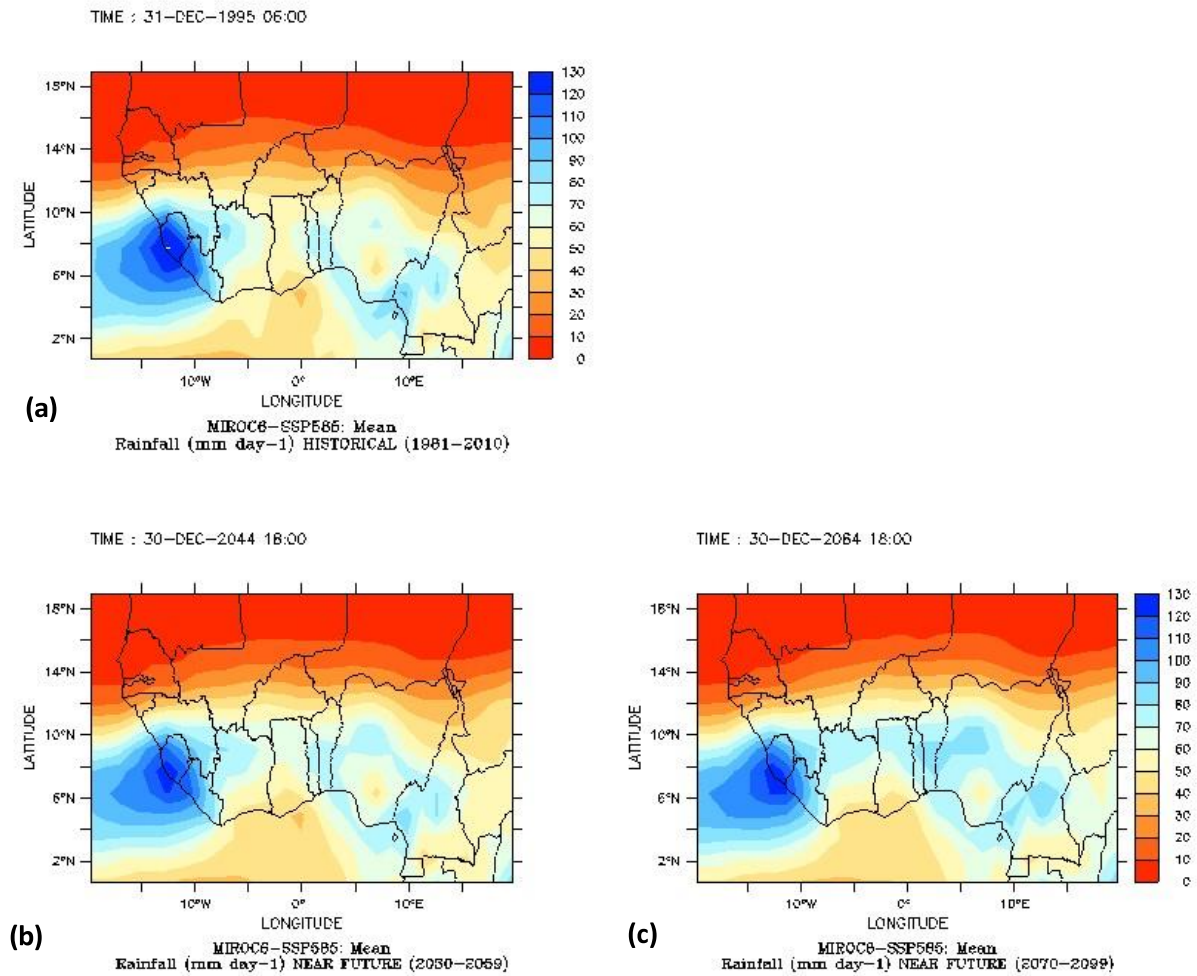 TIME : 31-DEC-1995 06:00
18°N
14°N
10°N
6°N
2°N
LATITUDE
10°W
0°
10°E
LONGITUDE
130
120
110
100
90
80
70
60
50
40
30
20
10
0
(a)
MIROC6-SSP585: Mean
Rainfall (mm day-1) HISTORICAL (1981-2010)
TIME : 30-DEC-2044 18:00
18°N
14°N
10°N
6°N
2°N
LATITUDE
10°W
0°
10°E
LONGITUDE
(b)
MIROC6-SSP585: Mean
Rainfall (mm day-1) NEAR FUTURE (2030-2059)
TIME : 30-DEC-2084 18:00
18°N
14°N
10°N
6°N
2°N
LATITUDE
10°W
0°
10°E
LONGITUDE
130
120
110
100
90
80
70
60
50
40
30
20
10
0
(c)
MIROC6-SSP585: Mean
Rainfall (mm day-1) NEAR FUTURE (2070-2099)